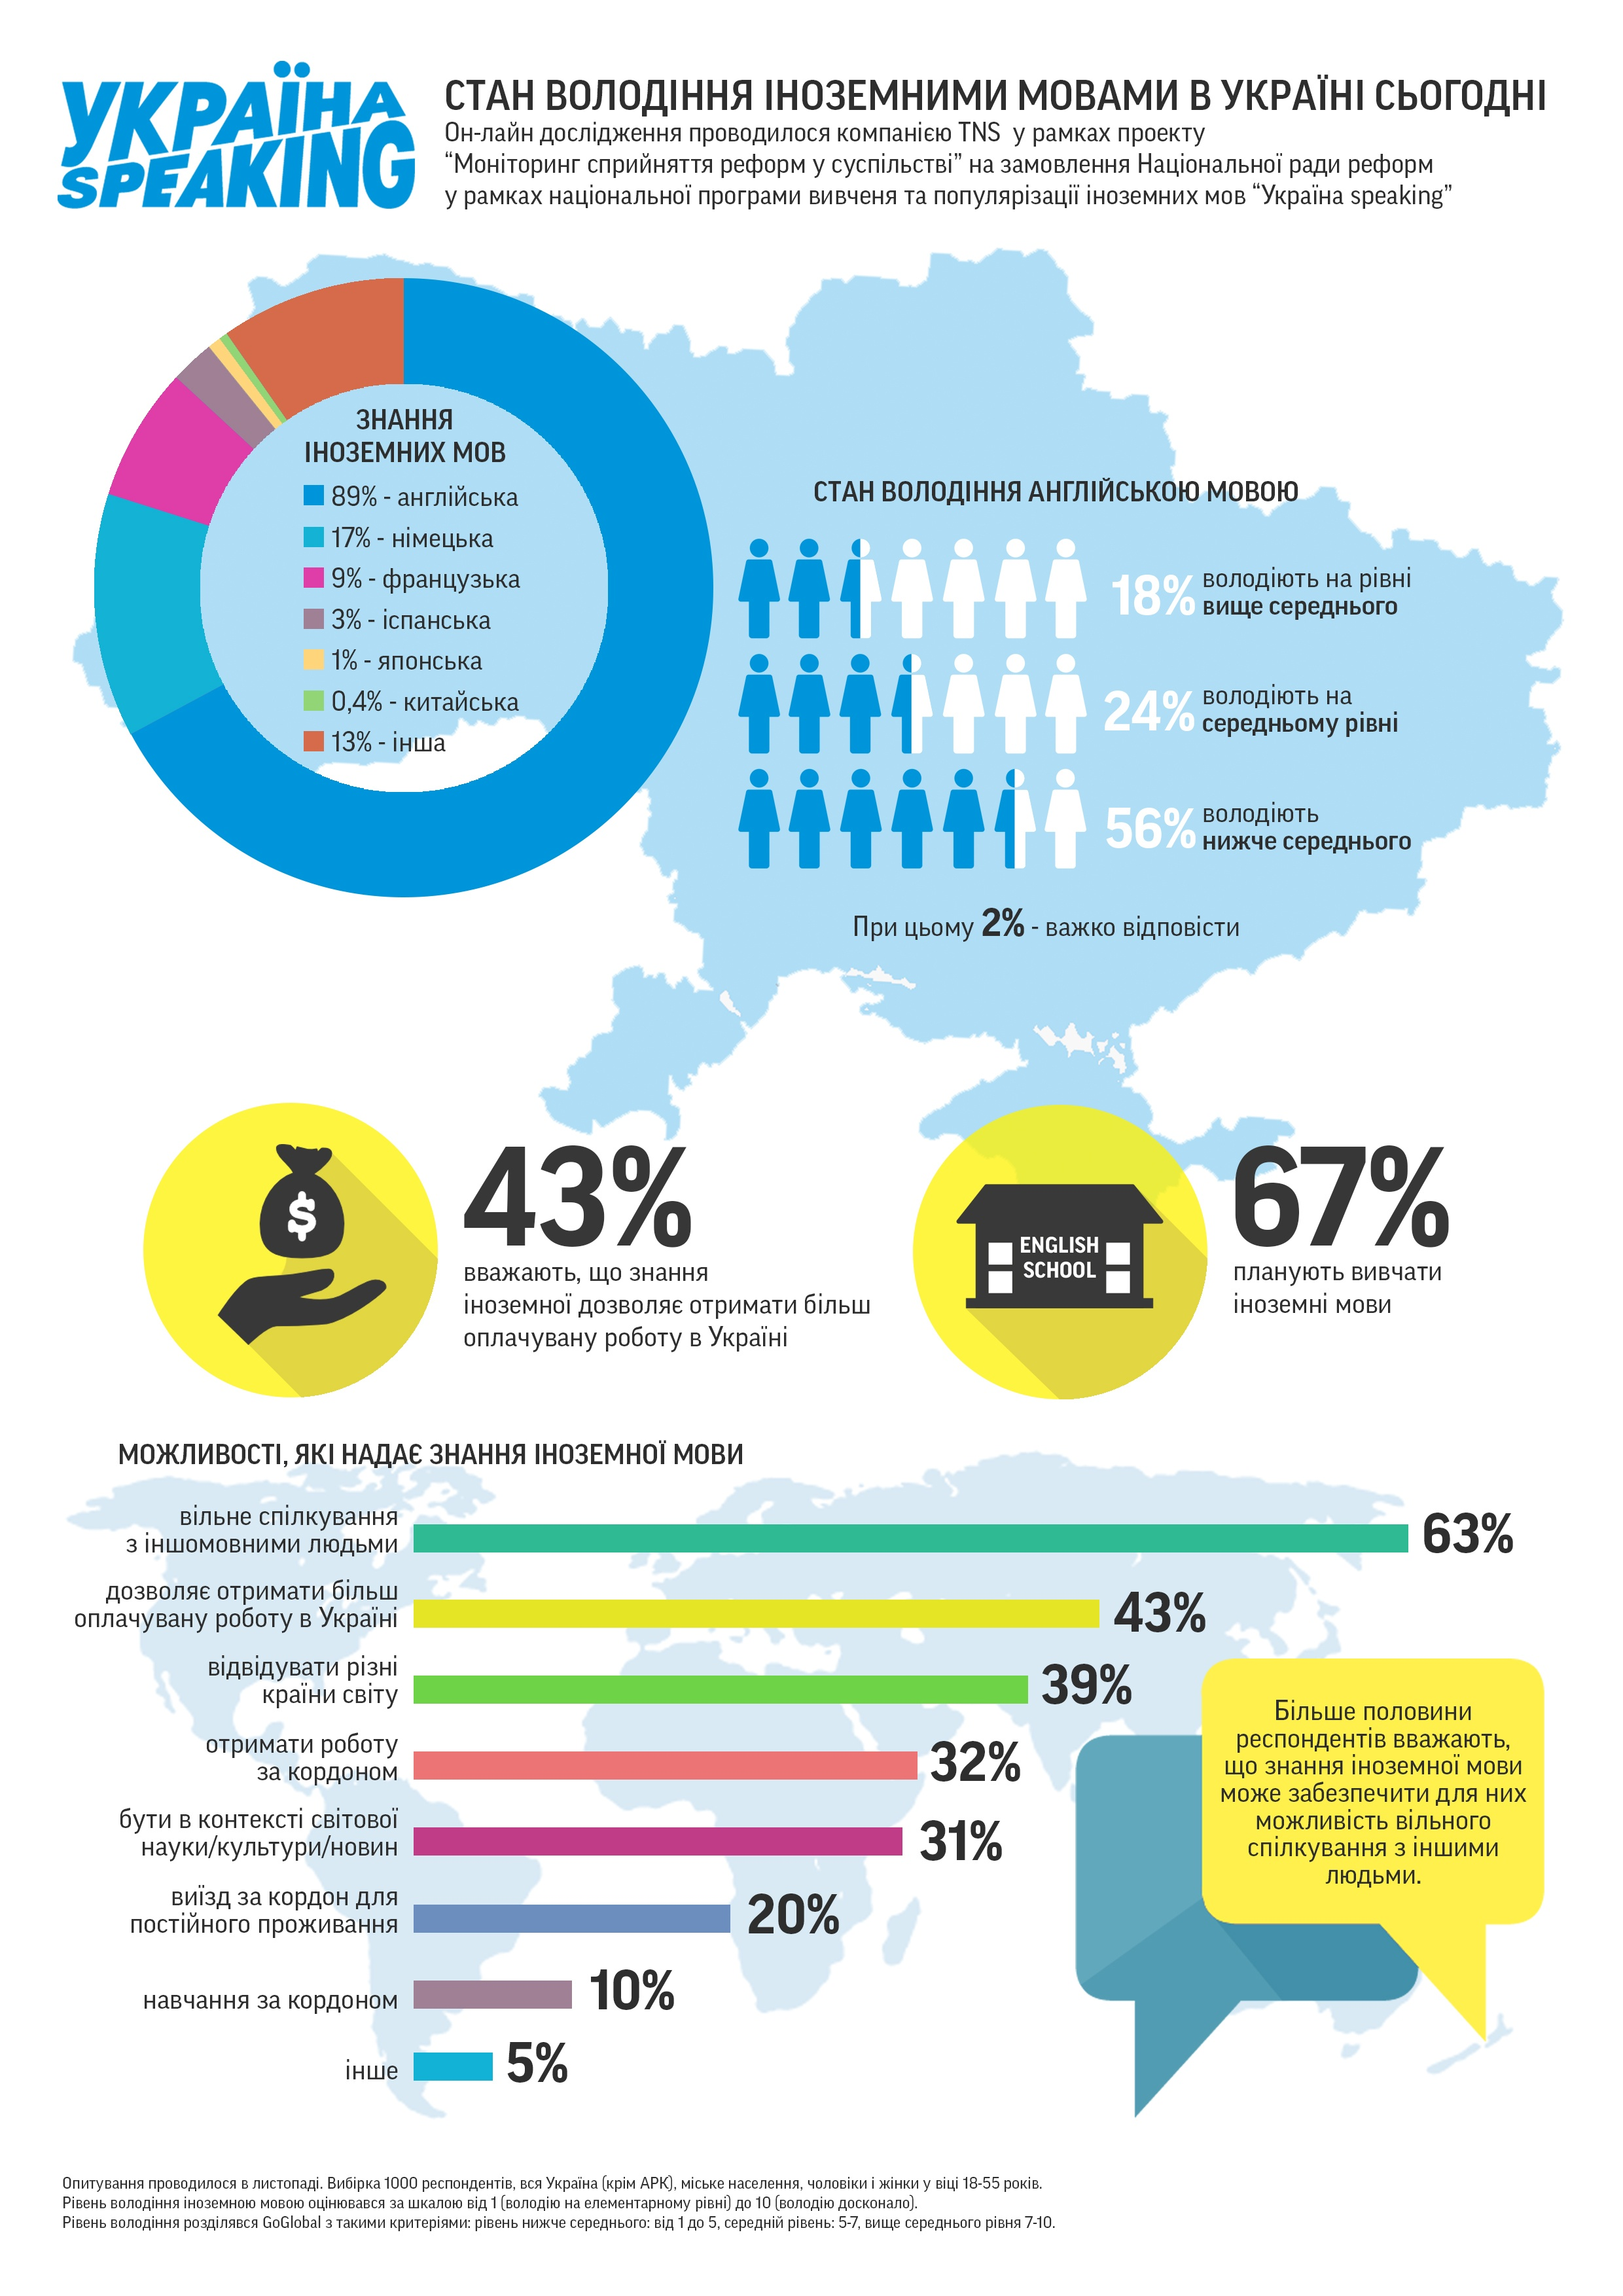 УКРАЇНА
SPEAKING
СТАН ВОЛОДІННЯ ІНОЗЕМНИМИ МОВАМИ В УКРАЇНІ СЬОГОДНІ
Он-лайн дослідження проводилося компанією TNS у рамках проекту
“Моніторинг сприйняття реформ у суспільстві” на замовлення Національної ради реформ
у рамках національної програми вивченя та популярізації іноземних мов “Україна speaking”
ЗНАННЯ
ІНОЗЕМНИХ МОВ
89% - англійська
17% - німецька
9% - французька
3% - іспанська
1% - японська
0,4% - китайська
13% - інша
СТАН ВОЛОДІННЯ АНГЛІЙСЬКОЮ МОВОЮ
18% володіють на рівні
вище середнього
24% володіють на
середньому рівні
56% володіють
нижче середнього
При цьому 2% - важко відповісти
$
43%
вважають, що знання
іноземної дозволяє отримати більш
оплачувану роботу в Україні
ENGLISH
SCHOOL
67%
планують вивчати
іноземні мови
МОЖЛИВОСТІ, ЯКІ НАДАЄ ЗНАННЯ ІНОЗЕМНОЇ МОВИ
вільне спілкування
з іншомовними людьми
63%
дозволяє отримати більш
оплачувану роботу в Україні
43%
відвідувати різні
країни світу
39%
отримати роботу
за кордоном
32%
бути в контексті світової
науки/культури/новин
31%
виїзд за кордон для
постійного проживання
20%
навчання за кордоном
10%
інше
5%
Більше половини
респондентів вважають,
що знання іноземної мови
може забезпечити для них
можливість вільного
спілкування з іншими
людьми.
Опитування проводилося в листопаді. Вибірка 1000 респондентів, вся Україна (крім АРК), міське населення, чоловіки і жінки у віці 18-55 років.
Рівень володіння іноземною мовою оцінювався за шкалою від 1 (володію на елементарному рівні) до 10 (володію досконало).
Рівень володіння розділявся GoGlobal з такими критеріями: рівень нижче середнього: від 1 до 5, середній рівень: 5-7, вище середнього рівня 7-10.